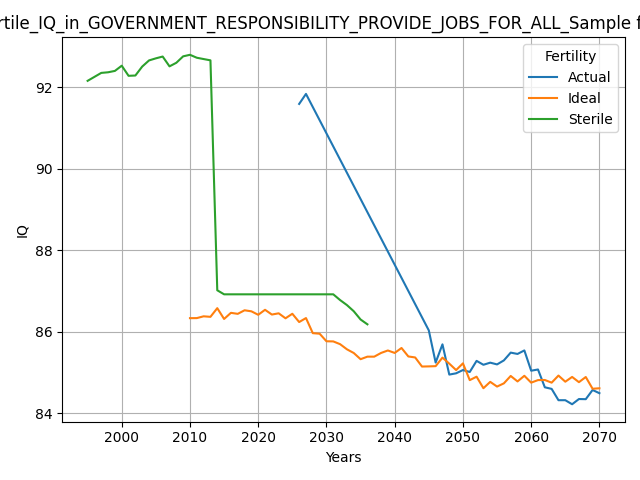 rtile_IQ_in_GOVERNMENT_RESPONSIBILITY_PROVIDE_JOBS_FOR_ALL_Sample f
Fertility
Actual
Ideal
Sterile
IQ
92
90
88
86
84
2000
2010
2020
2030
2040
2050
2060
2070
Years